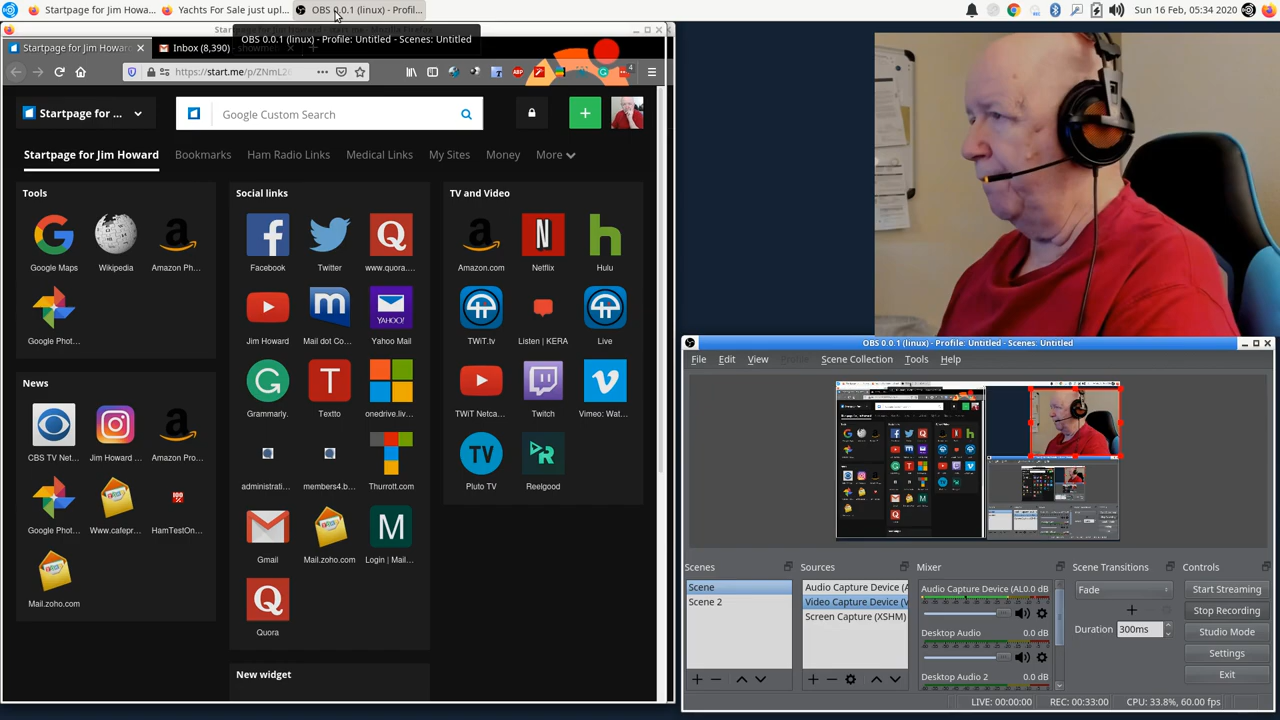 Startpage for Jim Howa...
Yachts For Sale just upl...
OBS 0.0.1 (linux) - Profil...
Sun 16 Feb, 05:34 2020
OBS 0.0.1 (linux) - Profile: Untitled - Scenes: Untitled
Startpage for Jim Howard
Inbox (8,390)
https://start.me/p/ZNmL2
4
Startpage for ...
Google Custom Search
Startpage for Jim Howard
Bookmarks
Ham Radio Links
Medical Links
My Sites
Money
More
Tools
Google Maps
Wikipedia
Amazon Ph...
Google Phot...
News
CBS TV Net...
Jim Howard ...
Amazon Pro...
Google Phot...
Www.cafepr...
HamTestOn...
Mail.zoho.com
Social links
Facebook
Twitter
www.quora....
Jim Howard
Mail dot Co...
YAHOO!
Yahoo Mail
Grammarly.
Textto
onedrive.liv...
administrati...
members4.b...
Thurrott.com
Gmail
Mail.zoho.com
Login | Mail...
Quora
New widget
TV and Video
Amazon.com
Netflix
Hulu
TWiT.tv
Listen | KERA
Live
TWiT Netca...
Twitch
Vimeo: Wat...
Pluto TV
Reelgood
OBS 0.0.1 (linux) - Profile: Untitled - Scenes: Untitled
File
Edit
View
Profile
Scene Collection
Tools
Help
Scenes
Scene
Scene 2
Sources
Audio Capture Device (A
Video Capture Device (V
Screen Capture (XSHM)
Mixer
Audio Capture Device (AL
0.0 dB
Desktop Audio
0.0 dB
Desktop Audio 2
0.0 dB
Scene Transitions
Fade
Duration
300ms
Controls
Start Streaming
Stop Recording
Studio Mode
Settings
Exit
LIVE: 00:00:00
REC: 00:33:00
CPU: 33.8%, 60.00 fps